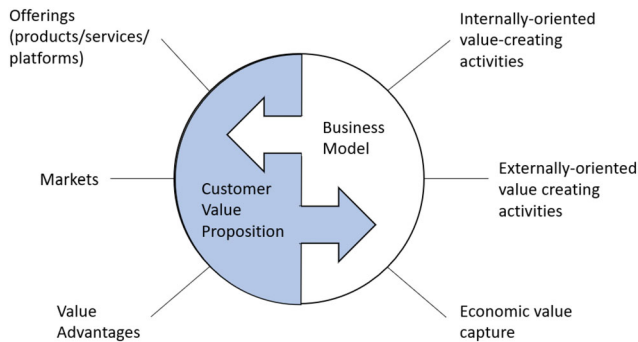 Offerings
(products/services/
platforms)
Internally-oriented
value-creating
activities
Business
Model
Markets
Customer
Value
Proposition
Externally-oriented
value creating
activities
Value
Advantages
Economic value
capture